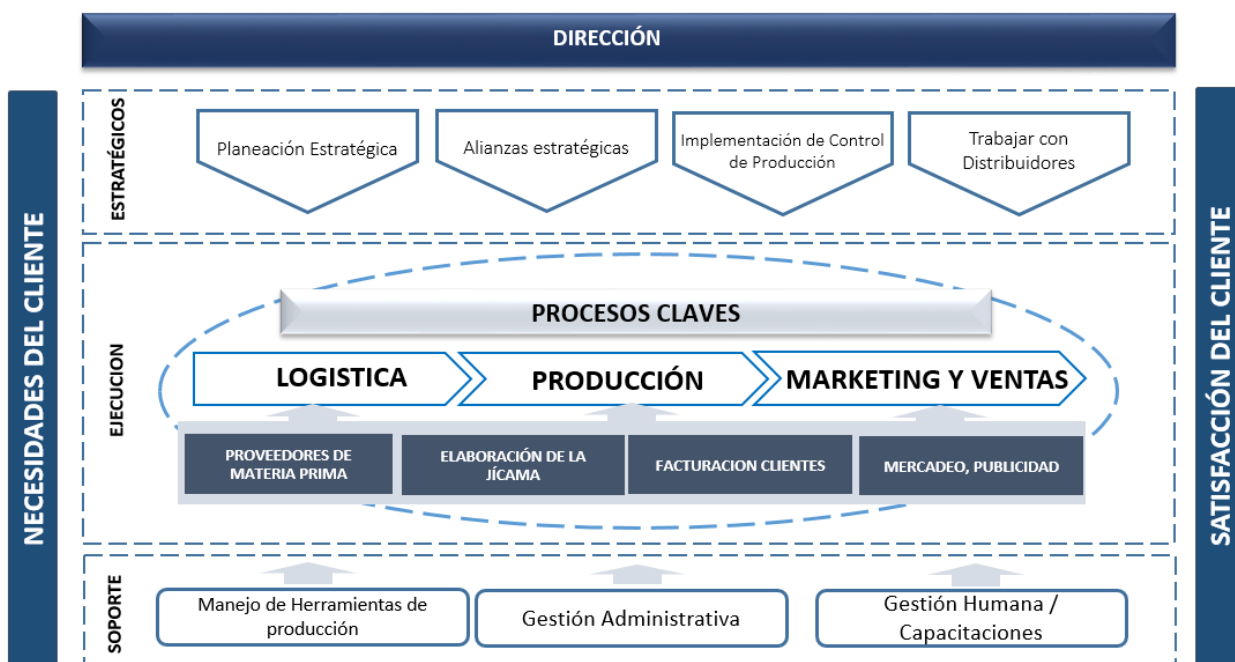 DIRECCIÓN
NECESIDADES DEL CLIENTE
ESTRATÉGICOS
Planeación Estratégica
Alianzas estratégicas
Implementación de Control
de Producción
Trabajar con
Distribuidores
EJECUCION
PROCESOS CLAVES
LOGISTICA
PRODUCCIÓN
MARKETING Y VENTAS
PROVEEDORES DE
MATERIA PRIMA
ELABORACIÓN DE LA
JÍCAMA
FACTURACION CLIENTES
MERCADEO, PUBLICIDAD
SOPORTE
Manejo de Herramientas de
producción
Gestión Administrativa
Gestión Humana /
Capacitaciones
SATISFACCIÓN DEL CLIENTE